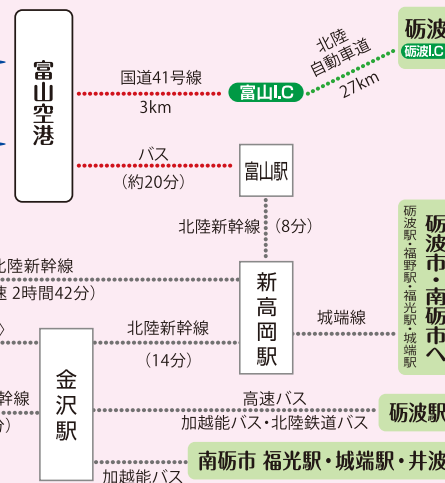 富山空港
国道41号線
3km
富山I.C
北陸
自動車道
27km
砺波
砺波I.C
バス
(約20分)
富山駅
北陸新幹線
(8分)
北陸新幹線
速 2時間42分)
新高岡駅
城端線
砺波市・南砺市へ
砺波駅・福野駅・福光駅・城端駅
北陸新幹線
(14分)
金沢駅
幹線
分)
高速バス
加越能バス・北陸鉄道バス
砺波駅
加越能バス
南砺市 福光駅・城端駅・井波